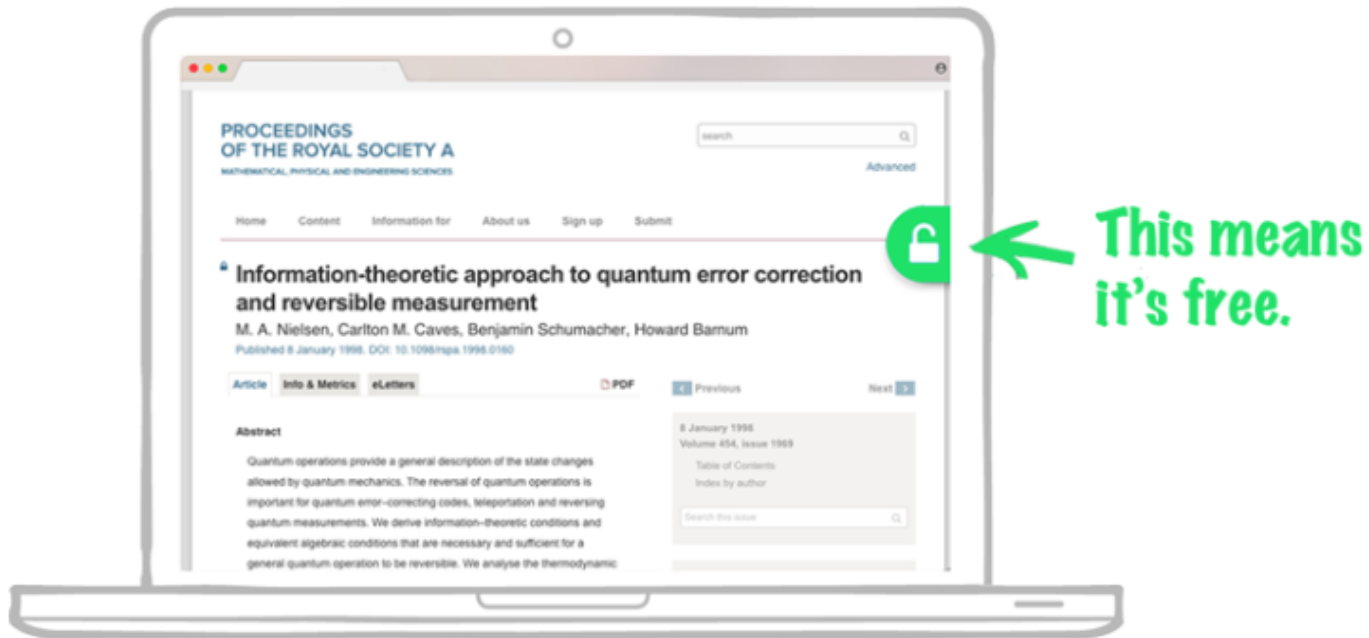 PROCEEDINGS
OF THE ROYAL SOCIETY A
MATHEMATICAL, PHYSICAL AND ENGINEERING SCIENCES
search
Advanced
Home Content Information for About us Sign up Submit
Information-theoretic approach to quantum error correction
and reversible measurement
M. A. Nielsen, Carlton M. Caves, Benjamin Schumacher, Howard Barnum
Published 8 January 1998. DOI: 10.1098/rspa.1998.0160
Article Info & Metrics eLetters PDF
Previous Next
Abstract
Quantum operations provide a general description of the state changes
allowed by quantum mechanics. The reversal of quantum operations is
important for quantum error–correcting codes, teleportation and reversing
quantum measurements. We derive information–theoretic conditions and
equivalent algebraic conditions that are necessary and sufficient for a
general quantum operation to be reversible. We analyse the thermodynamic
8 January 1998
Volume 454, Issue 1969
Table of Contents
Index by author
Search this issue
This means
it's free.